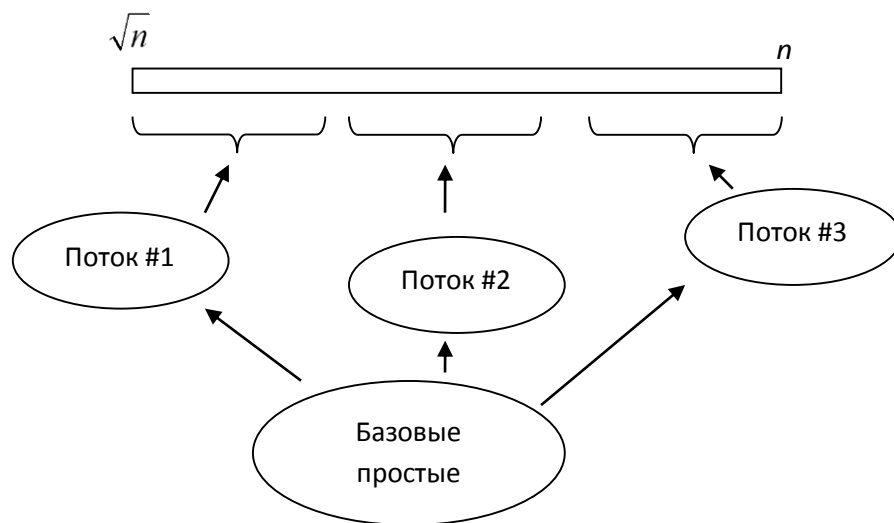 √n
n
Поток #1
Поток #2
Поток #3
Базовые
простые